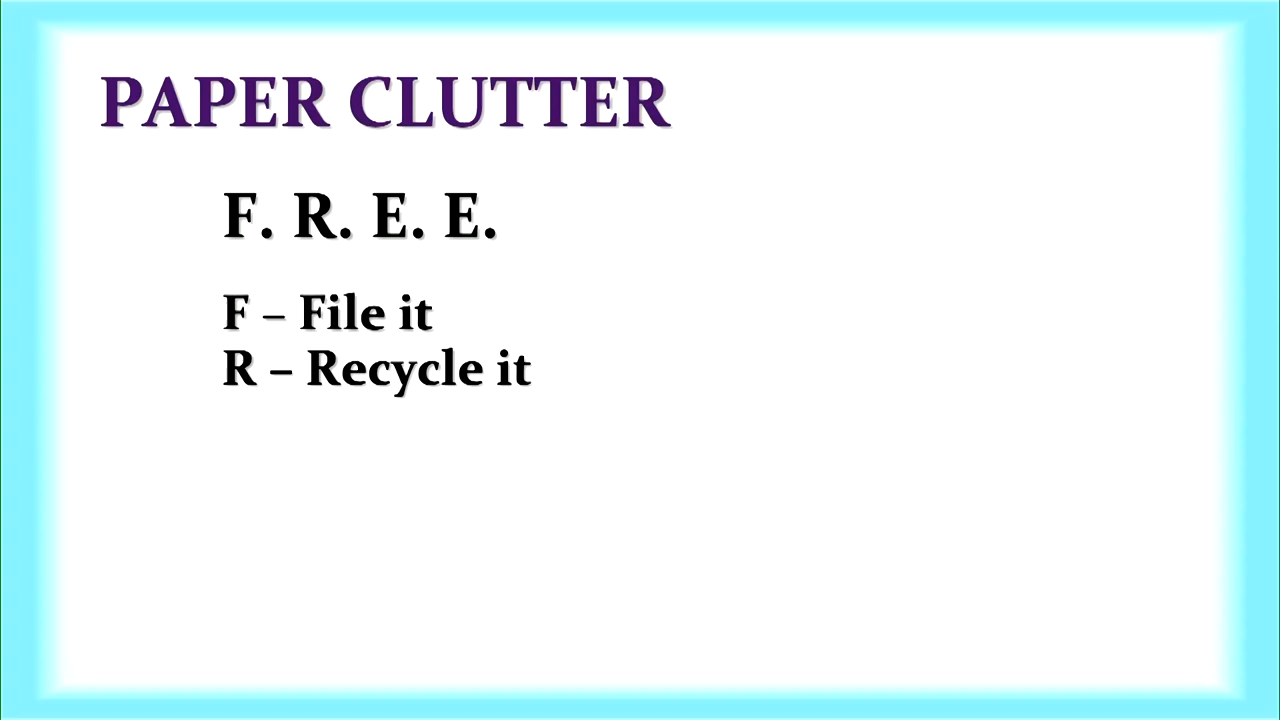 PAPER CLUTTER
F. R. E. E.
F – File it
R – Recycle it